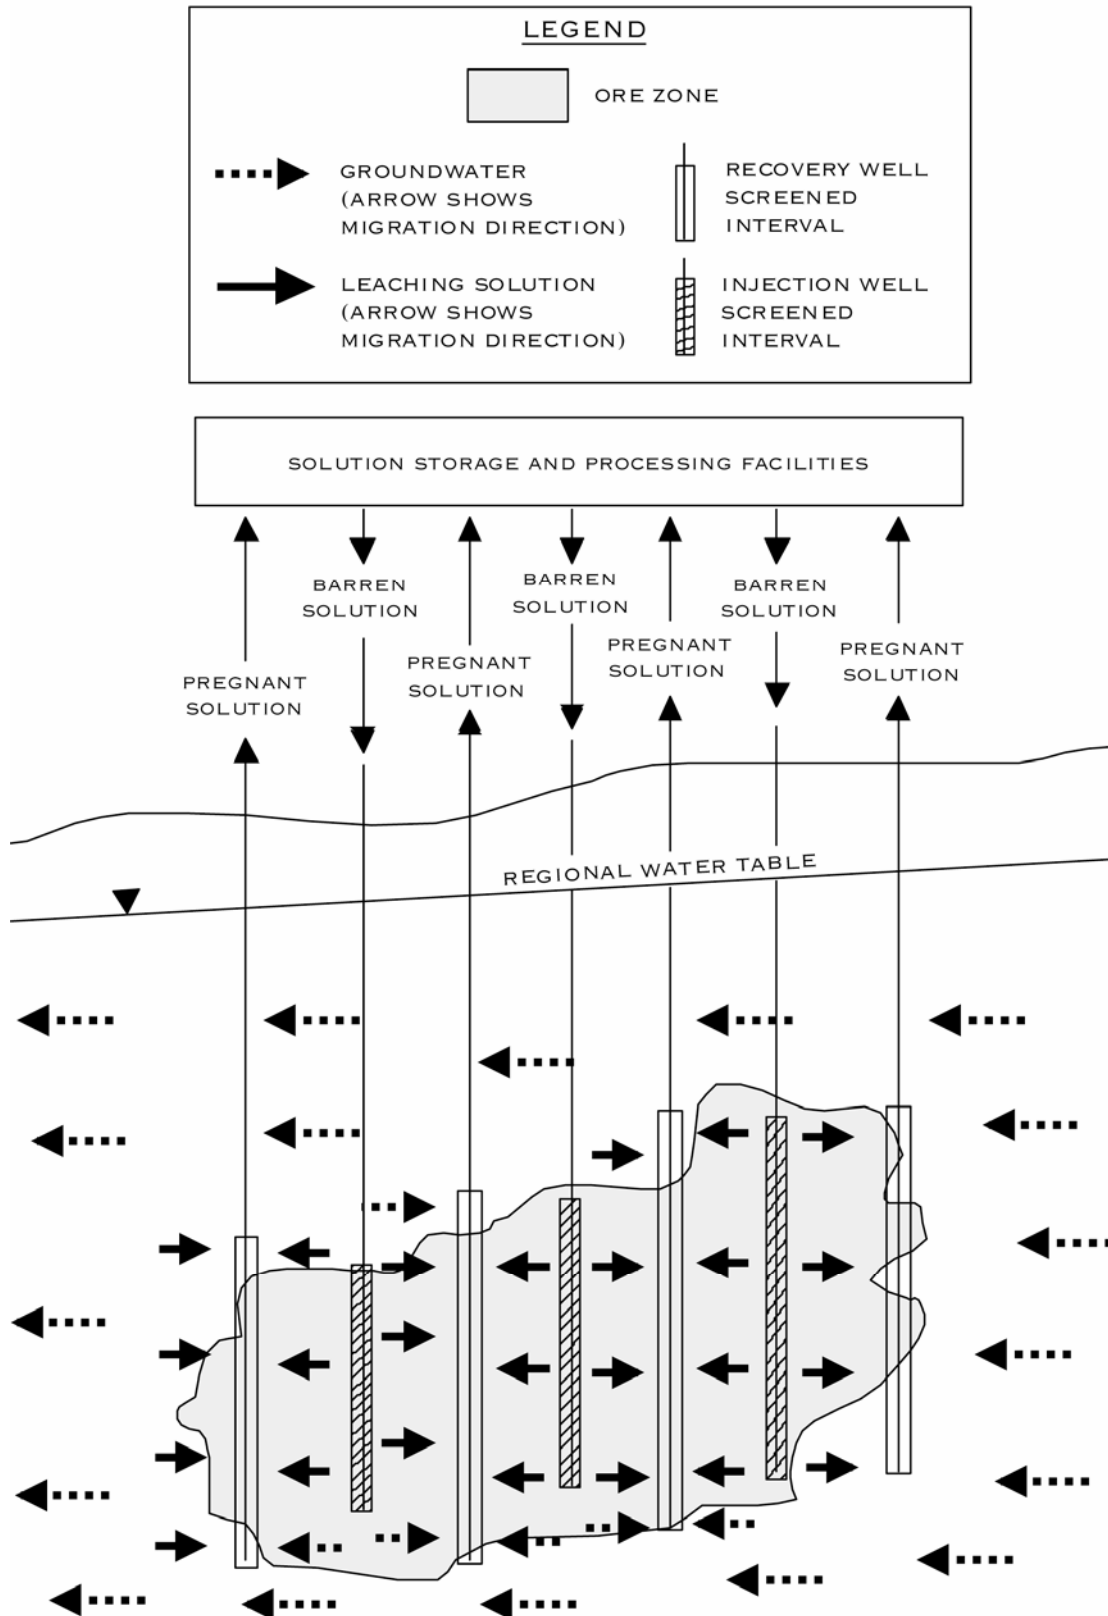 LEGEND
ORE ZONE
GROUNDWATER
(ARROW SHOWS
MIGRATION DIRECTION)
RECOVERY WELL
SCREENED
INTERVAL
LEACHING SOLUTION
(ARROW SHOWS
MIGRATION DIRECTION)
INJECTION WELL
SCREENED
INTERVAL
SOLUTION STORAGE AND PROCESSING FACILITIES
PREGNANT
SOLUTION
BARREN
SOLUTION
PREGNANT
SOLUTION
BARREN
SOLUTION
PREGNANT
SOLUTION
BARREN
SOLUTION
PREGNANT
SOLUTION
REGIONAL WATER TABLE